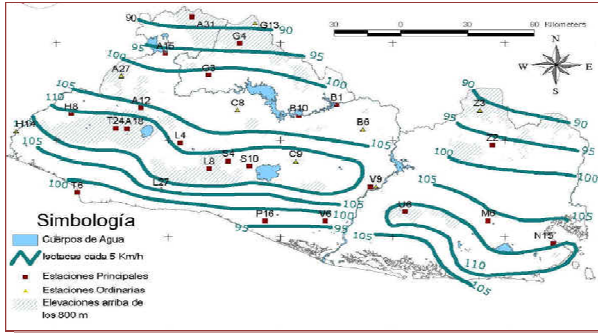 90 A31 G13 90
30 0 30 60 Kilometers
G4
N
95 A15 95
100 A27 G3 100
W E
S
105 A12 C8 B10 B1
90 Z3 90
110 H8
H14 T24 A18 L4 B6
95 Z2 95
105 105
100 100
L8 S4 S10 C9
L27
100 T6 V9
105 105
Simbología
P16 V6 100
95 95
U6 M6
105 N15
110
105
Cuerpos de Agua
Isotacas cada 5 Km/h
Estaciones Principales
Estaciones Ordinarias
Elevaciones arriba de
los 800 m